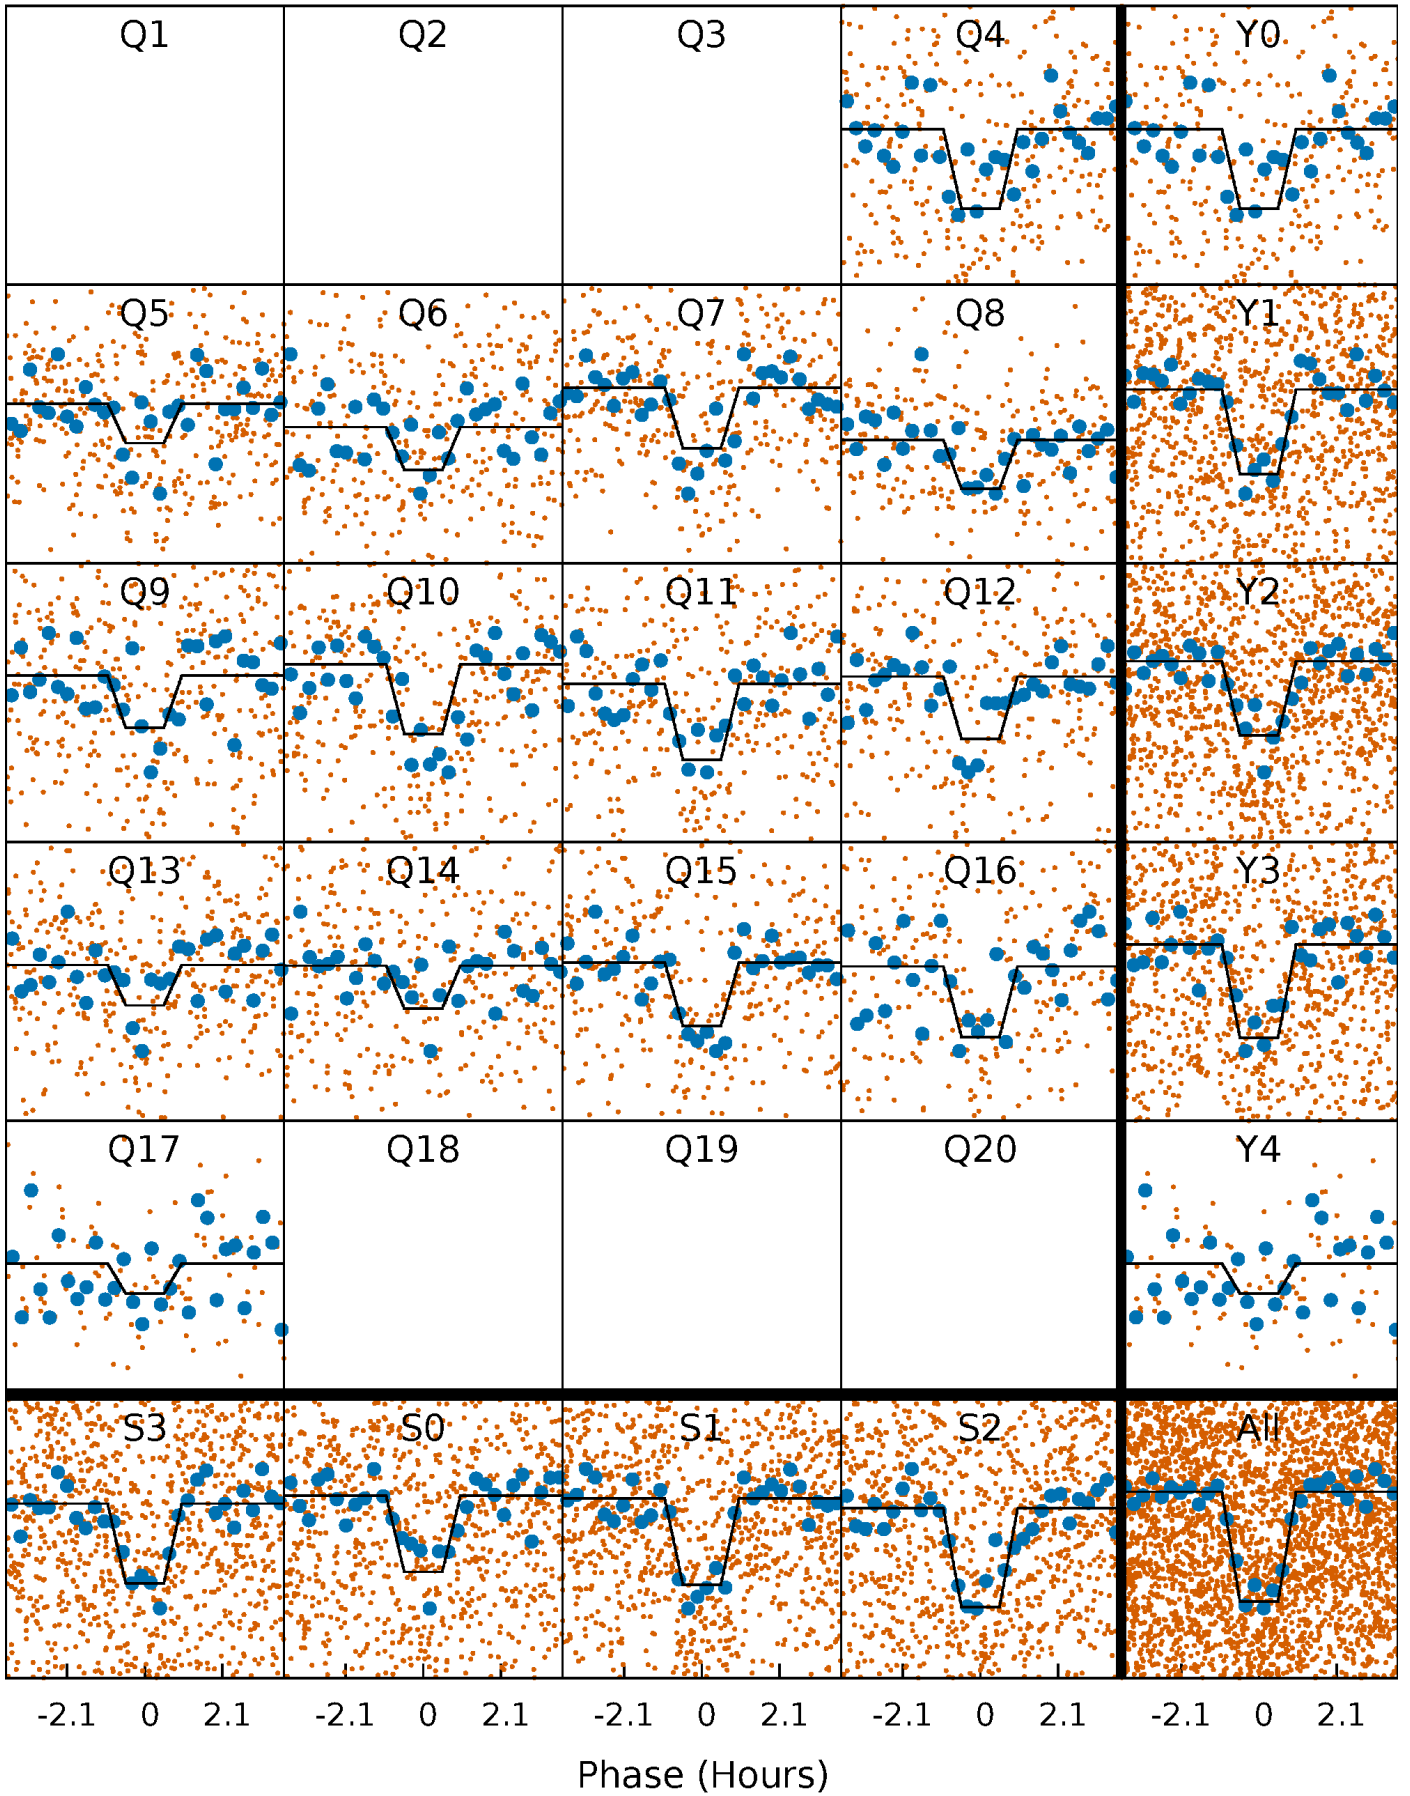 Q1 Q2 Q3 Q4 Y0
Q5 Q6 Q7 Q8 Y1
Q9 Q10 Q11 Q12 Y2
Q13 Q14 Q15 Q16 Y3
Q17 Q18 Q19 Q20 Y4
S3 S0 S1 S2 All
-2.1 0 2.1 -2.1 0 2.1 -2.1 0 2.1 -2.1 0 2.1 -2.1 0 2.1
Phase (Hours)